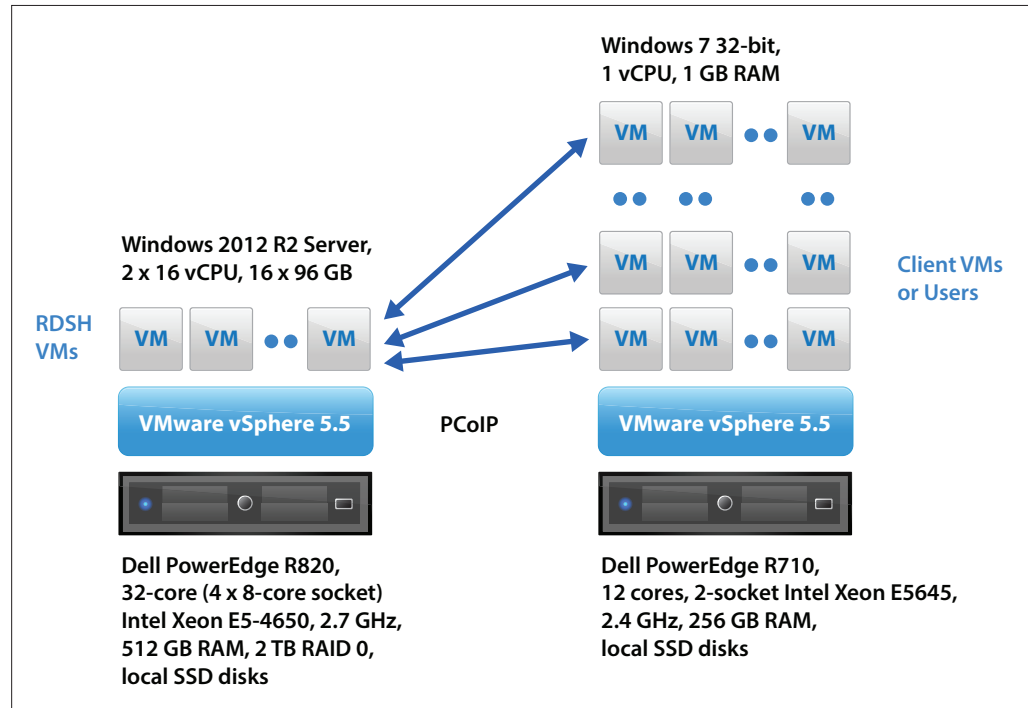 Windows 7 32-bit,
1 vCPU, 1 GB RAM
VM VM VM
Windows 2012 R2 Server,
2 x 16 vCPU, 16 x 96 GB
VM VM VM
Client VMs
or Users
RDSH
VMs
VM VM VM
VM VM VM
VMware vSphere 5.5
PCoIP
VMware vSphere 5.5
Dell PowerEdge R820,
32-core (4 x 8-core socket)
Intel Xeon E5-4650, 2.7 GHz,
512 GB RAM, 2 TB RAID 0,
local SSD disks
Dell PowerEdge R710,
12 cores, 2-socket Intel Xeon E5645,
2.4 GHz, 256 GB RAM,
local SSD disks